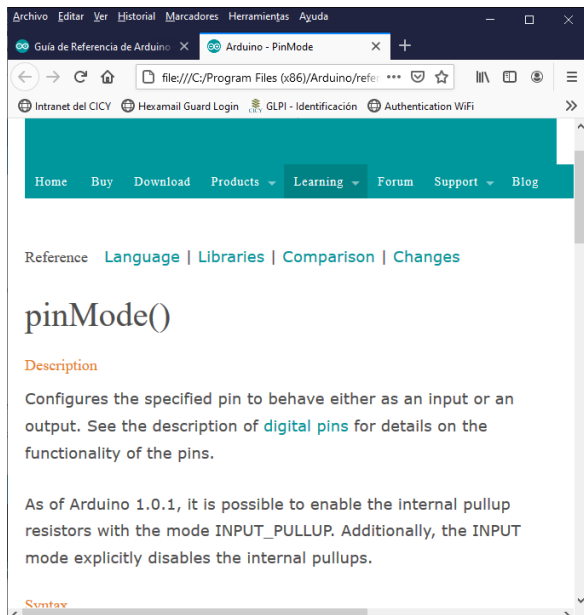 Archivo Editar Ver Historial Marcadores Herramientas Ayuda
Guía de Referencia de Arduino
Arduino - PinMode
file:///C:/Program Files (x86)/Arduino/refer
Intranet del CICY Hexamail Guard Login GLPI - Identificación Authentication WiFi
Home Buy Download Products Learning Forum Support Blog
Reference Language | Libraries | Comparison | Changes
pinMode()
Description
Configures the specified pin to behave either as an input or an
output. See the description of digital pins for details on the
functionality of the pins.
As of Arduino 1.0.1, it is possible to enable the internal pullup
resistors with the mode INPUT_PULLUP. Additionally, the INPUT
mode explicitly disables the internal pullups.
Syntax